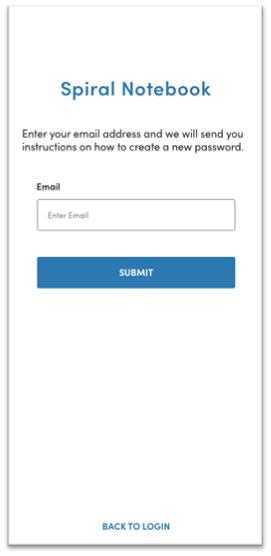 Spiral Notebook
Enter your email address and we will send you
instructions on how to create a new password.
Email
Enter Email
SUBMIT
BACK TO LOGIN